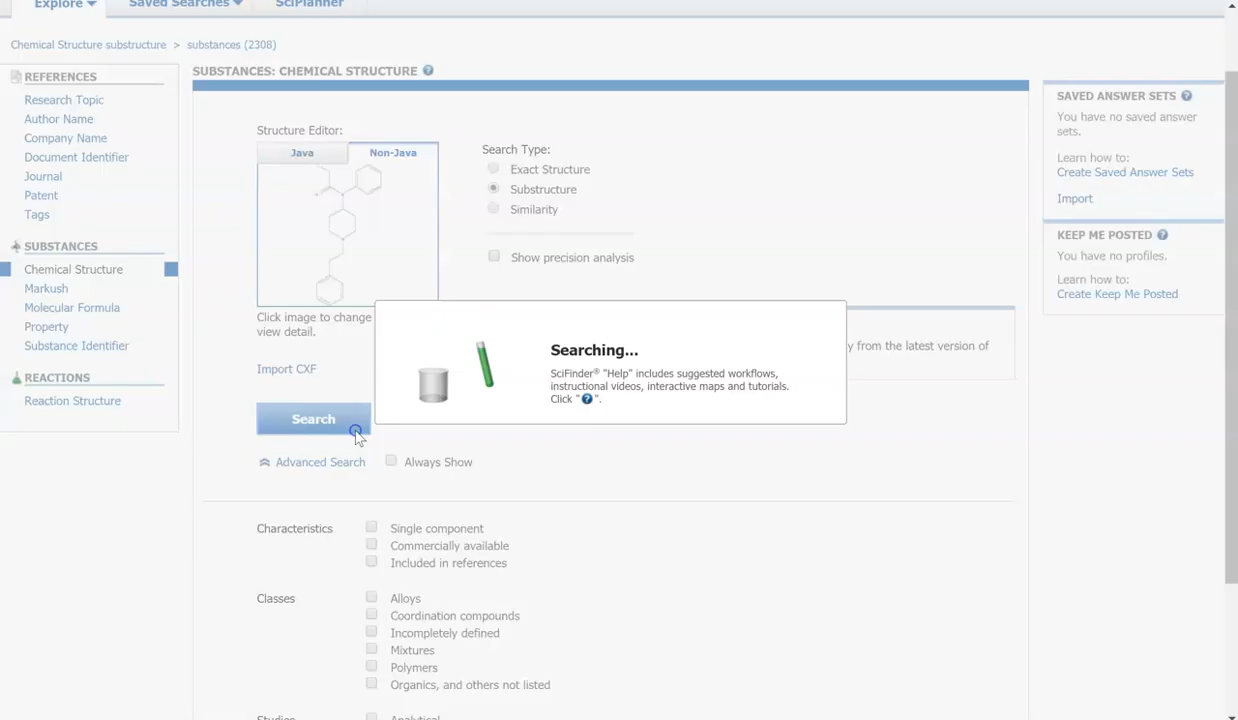 Explore
Saved Searches
SciPlanner
Chemical Structure substructure > substances (2308)
REFERENCES
Research Topic
Author Name
Company Name
Document Identifier
Journal
Patent
Tags
SUBSTANCES
Chemical Structure
Markush
Molecular Formula
Property
Substance Identifier
REACTIONS
Reaction Structure
SUBSTANCES: CHEMICAL STRUCTURE ?
Structure Editor:
Java
Non-Java
Click image to change
view detail.
Import CXF
Search
Advanced Search
Always Show
Search Type:
Exact Structure
Substructure
Similarity
Show precision analysis
y from the latest version of
Searching...
SciFinder® "Help" includes suggested workflows,
instructional videos, interactive maps and tutorials.
Click "?".
Characteristics
Single component
Commercially available
Included in references
Classes
Alloys
Coordination compounds
Incompletely defined
Mixtures
Polymers
Organics, and others not listed
Studies
Analytical
SAVED ANSWER SETS ?
You have no saved answer
sets.
Learn how to:
Create Saved Answer Sets
Import
KEEP ME POSTED ?
You have no profiles.
Learn how to:
Create Keep Me Posted